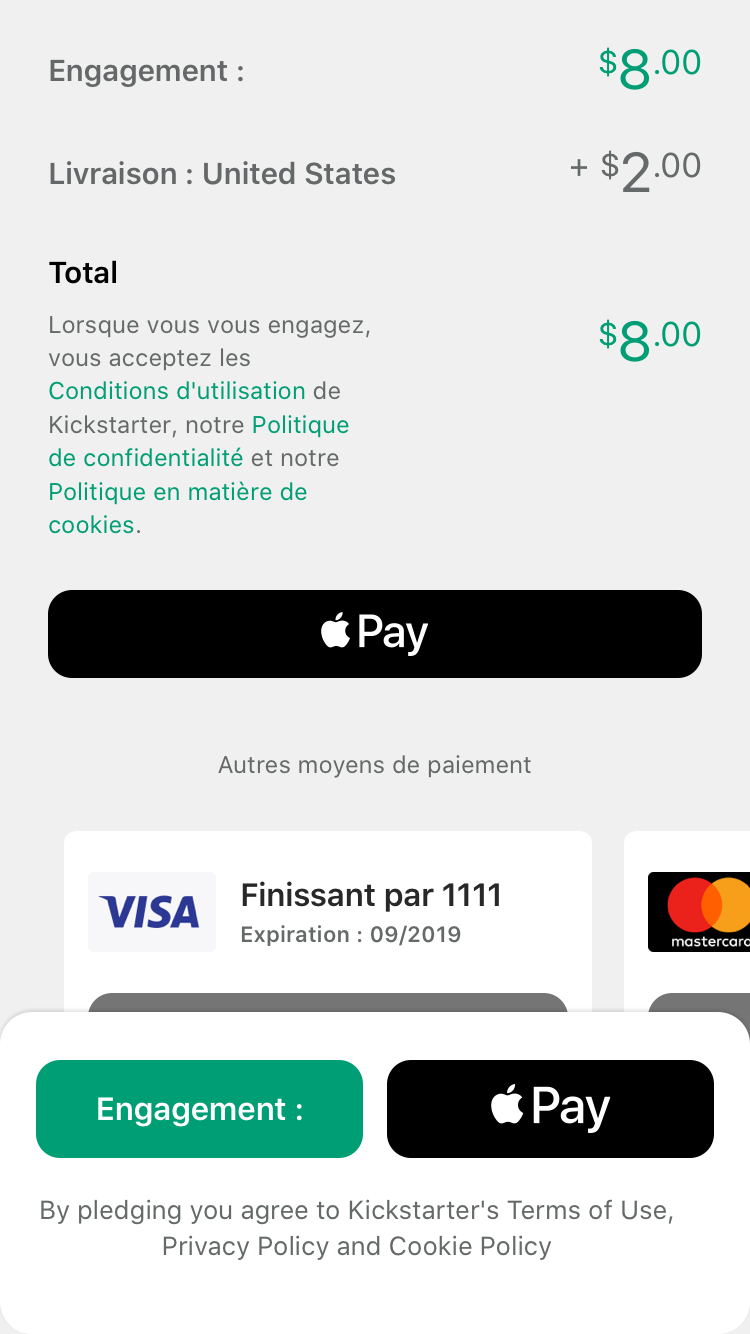 Engagement : $8.00
Livraison : United States + $2.00
Total
Lorsque vous vous engagez,
vous acceptez les
Conditions d'utilisation de
Kickstarter, notre Politique
de confidentialité et notre
Politique en matière de
cookies.
$8.00
Pay
Autres moyens de paiement
VISA
Finissant par 1111
Expiration : 09/2019
mastercard
Engagement :
Pay
By pledging you agree to Kickstarter's Terms of Use,
Privacy Policy and Cookie Policy